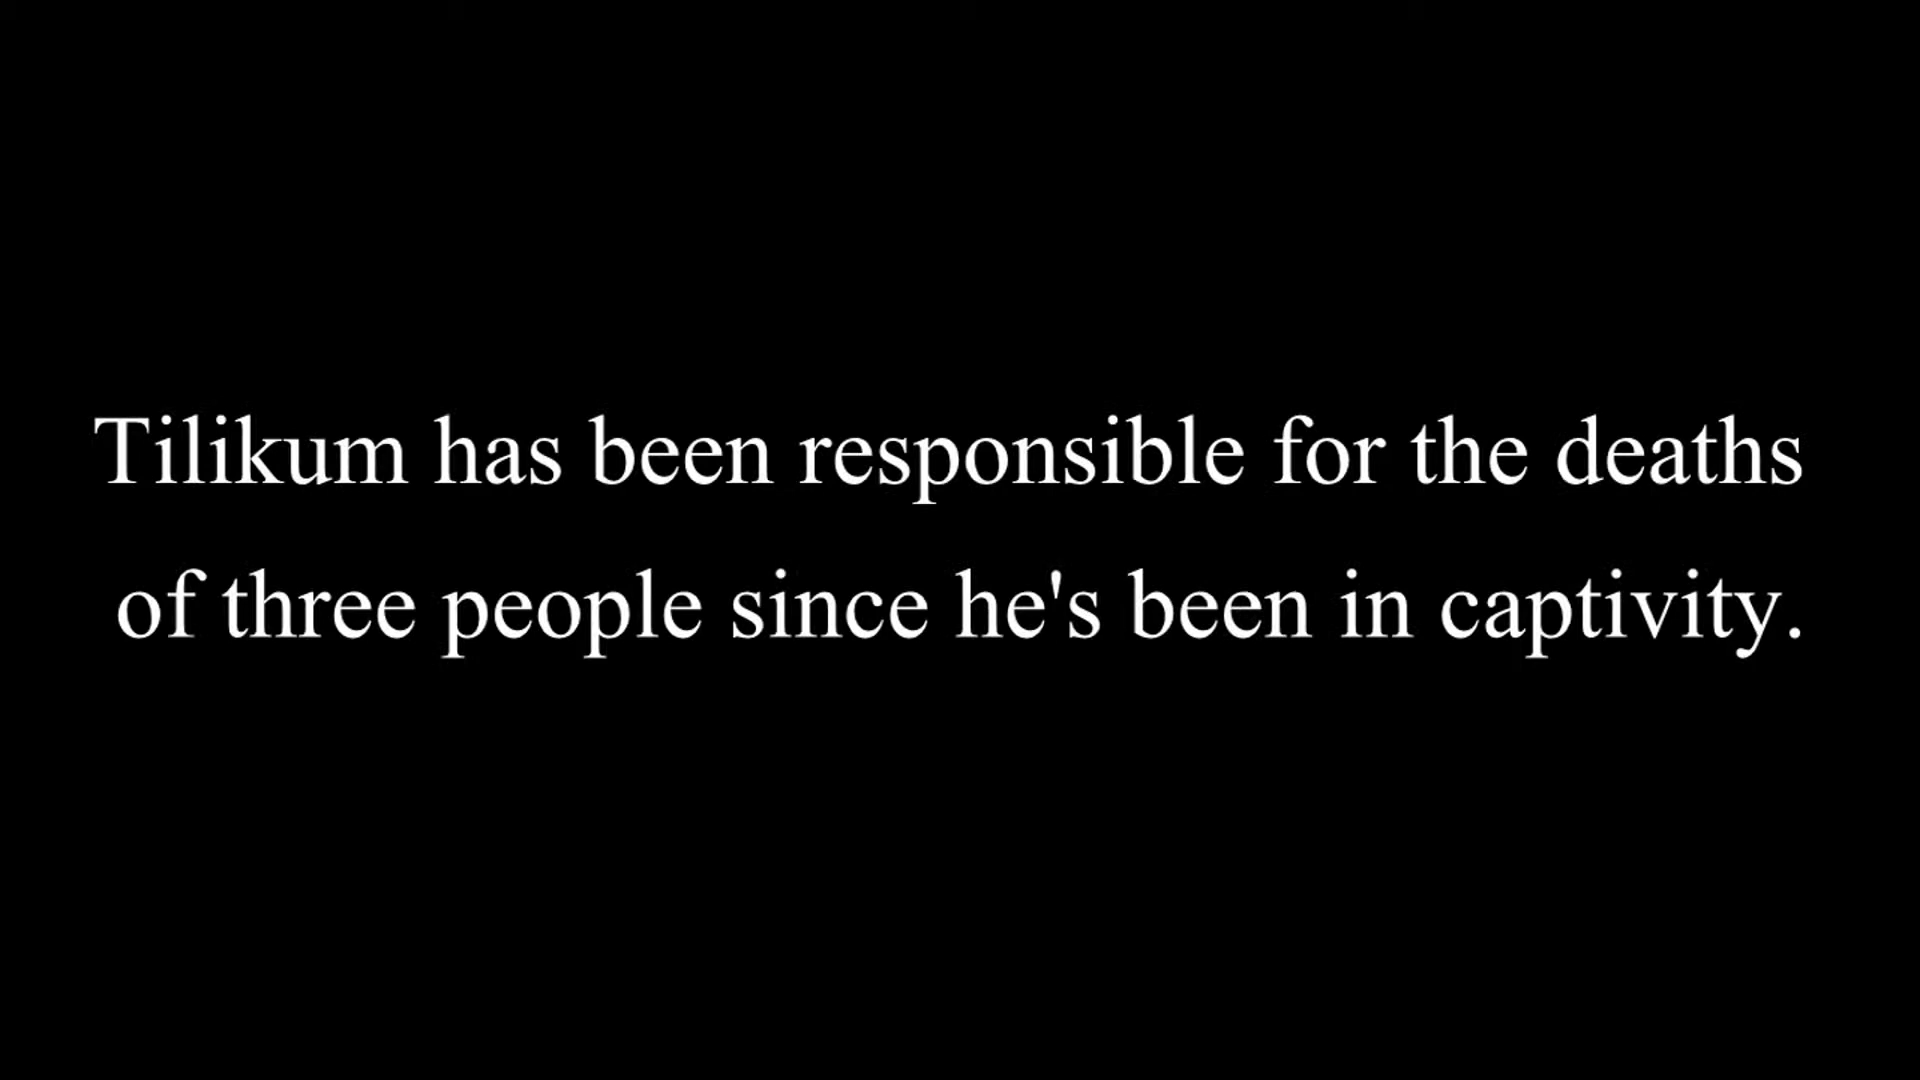 Tilikum has been responsible for the deaths
of three people since he's been in captivity.